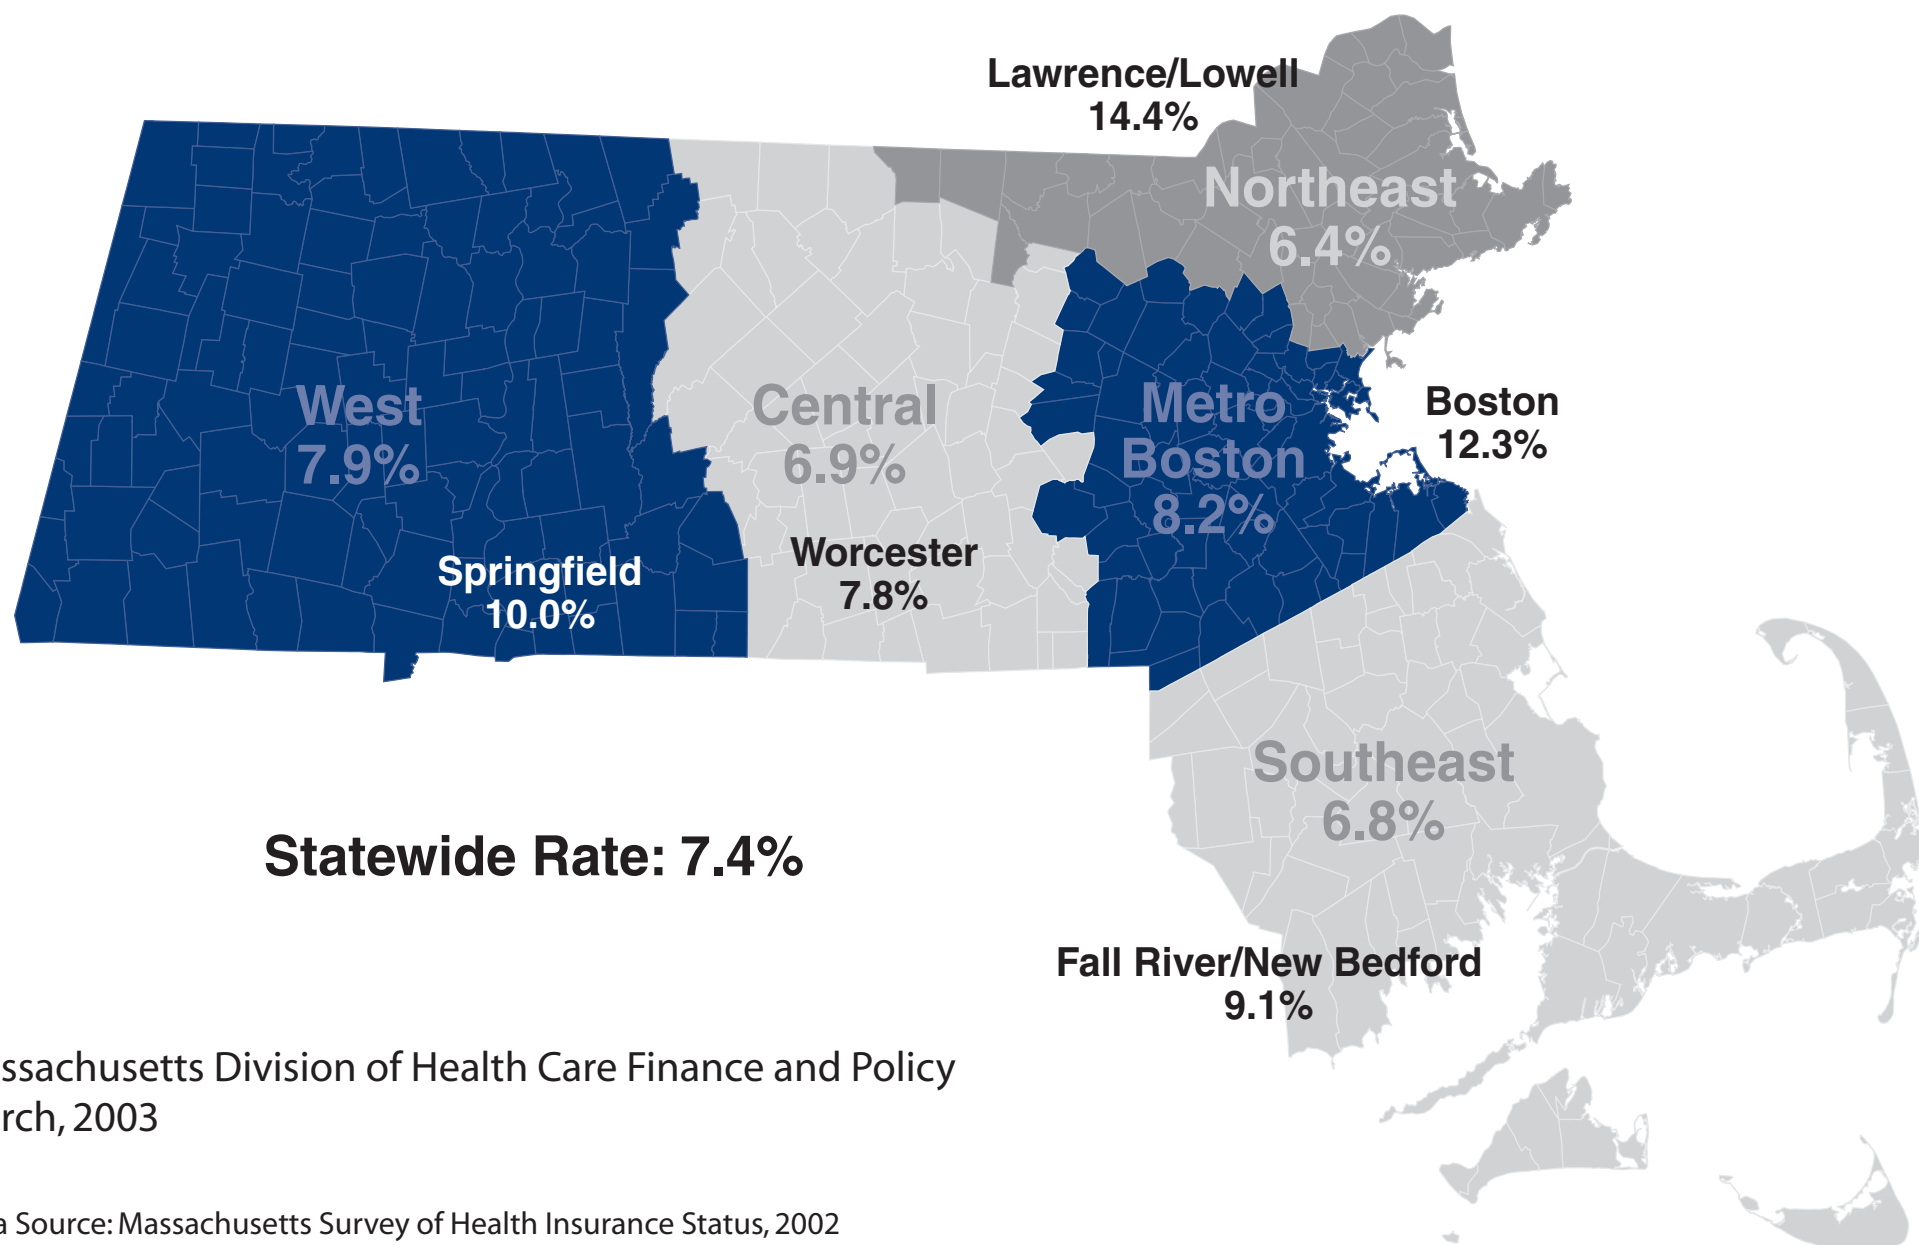 Lawrence/Lowell
14.4%
Northeast
6.4%
West
7.9%
Central
6.9%
Metro
Boston
8.2%
Boston
12.3%
Springfield
10.0%
Worcester
7.8%
Southeast
6.8%
Statewide Rate: 7.4%
Fall River/New Bedford
9.1%
ssachusetts Division of Health Care Finance and Policy
rch, 2003
a Source: Massachusetts Survey of Health Insurance Status, 2002